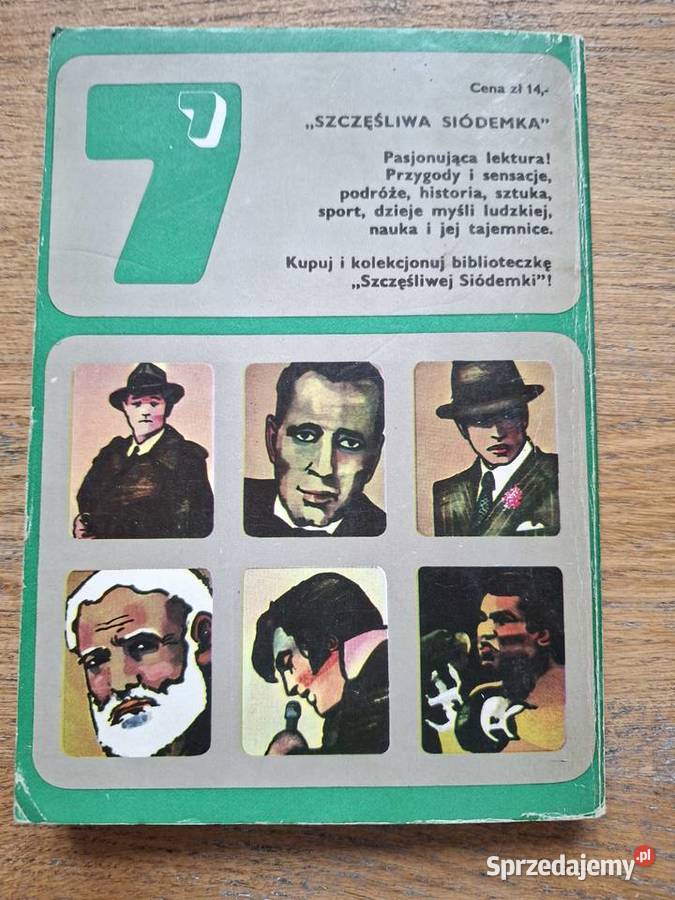 7
7
Cena zł 14,-
„SZCZĘŚLIWA SIÓDEMKA”
Pasjonująca lektura!
Przygody i sensacje,
podróże, historia, sztuka,
sport, dzieje myśli ludzkiej,
nauka i jej tajemnice.
Kupuj i kolekcjonuj biblioteczkę
„Szczęśliwej Siódemki”!
Sprzedajemy.pl